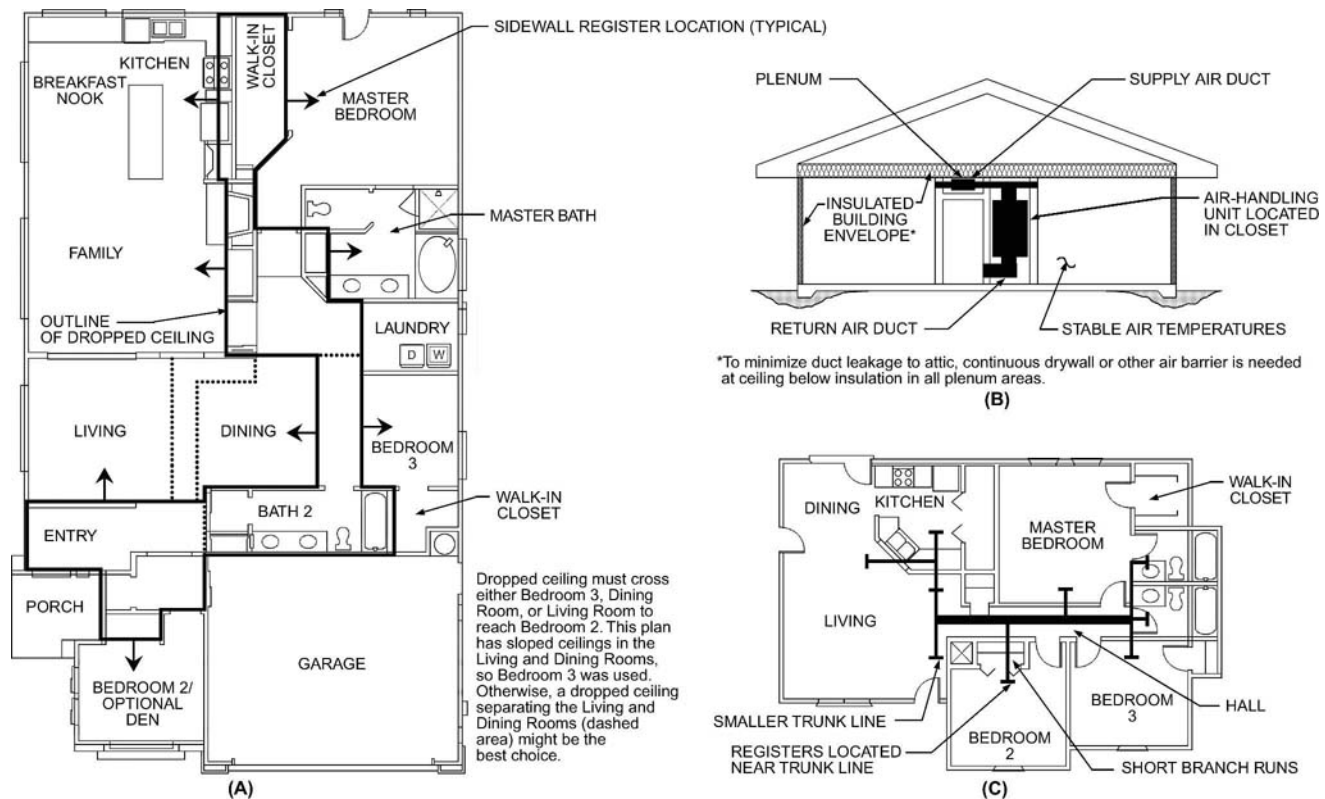 SIDEWALL REGISTER LOCATION (TYPICAL)
KITCHEN
BREAKFAST
NOOK
WALK-IN
CLOSET
MASTER
BEDROOM
MASTER BATH
FAMILY
OUTLINE
OF DROPPED CEILING
LAUNDRY
D
W
LIVING
DINING
BEDROOM
3
WALK-IN
CLOSET
BATH 2
ENTRY
PORCH
BEDROOM 2/
OPTIONAL
DEN
GARAGE
Dropped ceiling must cross
either Bedroom 3, Dining
Room, or Living Room to
reach Bedroom 2. This plan
has sloped ceilings in the
Living and Dining Rooms,
so Bedroom 3 was used.
Otherwise, a dropped ceiling
separating the Living and
Dining Rooms (dashed
area) might be the
best choice.
(A)
PLENUM
SUPPLY AIR DUCT
INSULATED
BUILDING
ENVELOPE*
AIR-HANDLING
UNIT LOCATED
IN CLOSET
RETURN AIR DUCT
STABLE AIR TEMPERATURES
*To minimize duct leakage to attic, continuous drywall or other air barrier is needed
at ceiling below insulation in all plenum areas.
(B)
DINING
KITCHEN
MASTER
BEDROOM
WALK-IN
CLOSET
LIVING
SMALLER TRUNK LINE
REGISTERS LOCATED
NEAR TRUNK LINE
BEDROOM
2
BEDROOM
3
HALL
SHORT BRANCH RUNS
(C)